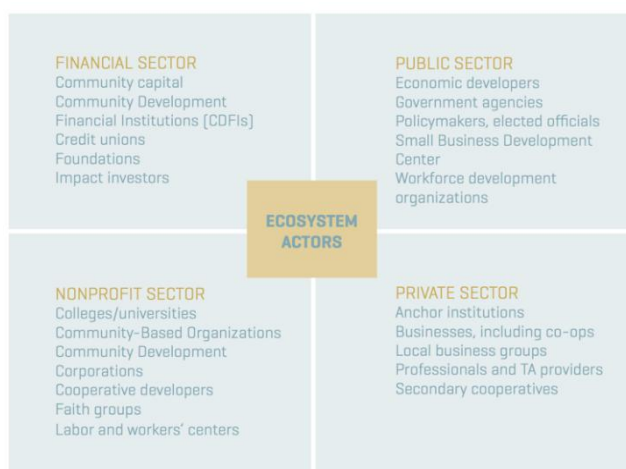 FINANCIAL SECTOR
Community capital
Community Development
Financial Institutions (CDFIs)
Credit unions
Foundations
Impact investors
PUBLIC SECTOR
Economic developers
Government agencies
Policymakers, elected officials
Small Business Development
Center
Workforce development
organizations
ECOSYSTEM
ACTORS
NONPROFIT SECTOR
Colleges/universities
Community-Based Organizations
Community Development
Corporations
Cooperative developers
Faith groups
Labor and workers' centers
PRIVATE SECTOR
Anchor institutions
Businesses, including co-ops
Local business groups
Professionals and TA providers
Secondary cooperatives